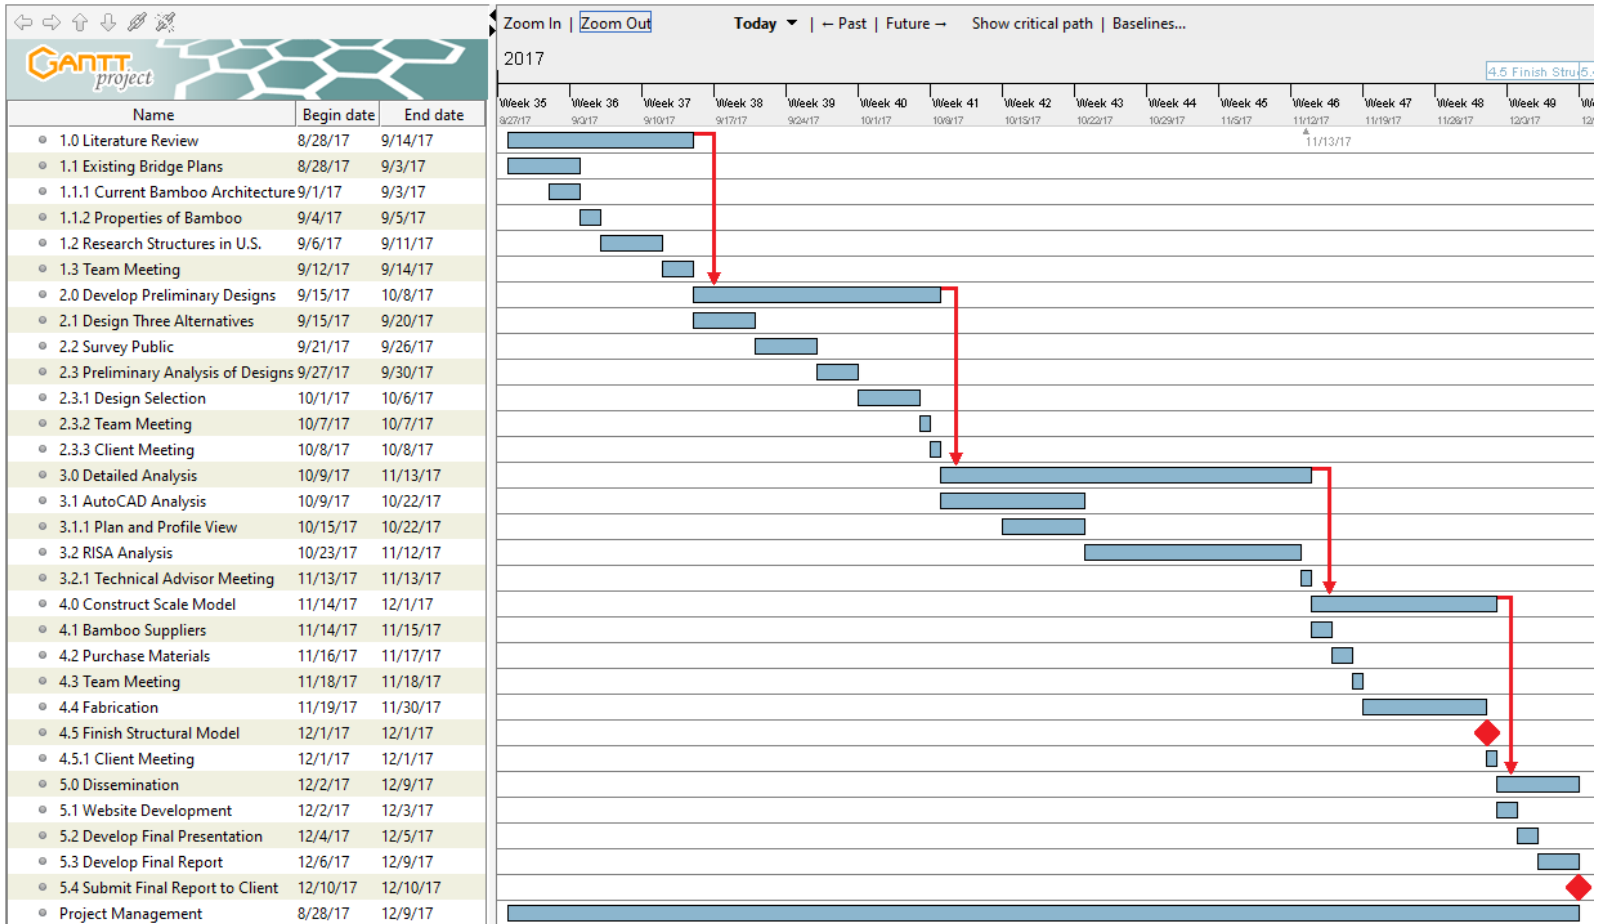 Zoom In | Zoom Out Today ▼ | ← Past | Future → Show critical path | Baselines...
GANTT project
2017
4.5 Finish Stru 5.
Name Begin date End date
Week 35 Week 36 Week 37 Week 38 Week 39 Week 40 Week 41 Week 42 Week 43 Week 44 Week 45 Week 46 Week 47 Week 48 Week 49
8/27/17 9/3/17 9/10/17 9/17/17 9/24/17 10/1/17 10/8/17 10/15/17 10/22/17 10/29/17 11/5/17 11/12/17 11/19/17 11/26/17 12/3/17 12/
11/13/17
1.0 Literature Review 8/28/17 9/14/17
1.1 Existing Bridge Plans 8/28/17 9/3/17
1.1.1 Current Bamboo Architecture 9/1/17 9/3/17
1.1.2 Properties of Bamboo 9/4/17 9/5/17
1.2 Research Structures in U.S. 9/6/17 9/11/17
1.3 Team Meeting 9/12/17 9/14/17
2.0 Develop Preliminary Designs 9/15/17 10/8/17
2.1 Design Three Alternatives 9/15/17 9/20/17
2.2 Survey Public 9/21/17 9/26/17
2.3 Preliminary Analysis of Designs 9/27/17 9/30/17
2.3.1 Design Selection 10/1/17 10/6/17
2.3.2 Team Meeting 10/7/17 10/7/17
2.3.3 Client Meeting 10/8/17 10/8/17
3.0 Detailed Analysis 10/9/17 11/13/17
3.1 AutoCAD Analysis 10/9/17 10/22/17
3.1.1 Plan and Profile View 10/15/17 10/22/17
3.2 RISA Analysis 10/23/17 11/12/17
3.2.1 Technical Advisor Meeting 11/13/17 11/13/17
4.0 Construct Scale Model 11/14/17 12/1/17
4.1 Bamboo Suppliers 11/14/17 11/15/17
4.2 Purchase Materials 11/16/17 11/17/17
4.3 Team Meeting 11/18/17 11/18/17
4.4 Fabrication 11/19/17 11/30/17
4.5 Finish Structural Model 12/1/17 12/1/17
4.5.1 Client Meeting 12/1/17 12/1/17
5.0 Dissemination 12/2/17 12/9/17
5.1 Website Development 12/2/17 12/3/17
5.2 Develop Final Presentation 12/4/17 12/5/17
5.3 Develop Final Report 12/6/17 12/9/17
5.4 Submit Final Report to Client 12/10/17 12/10/17
Project Management 8/28/17 12/9/17